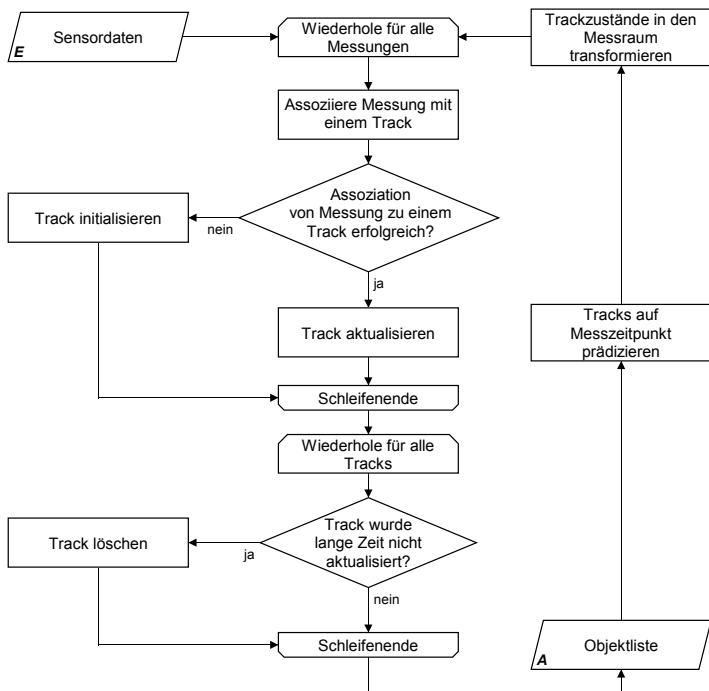 E
Sensordaten
Wiederhole für alle
Messungen
Trackzustände in den
Messraum
transformieren
Assoziiere Messung mit
einem Track
Assoziation
von Messung zu einem
Track erfolgreich?
nein
Track initialisieren
ja
Track aktualisieren
Tracks auf
Messzeitpunkt
prädizieren
Schleifenende
Wiederhole für alle
Tracks
Track wurde
lange Zeit nicht
aktualisiert?
ja
Track löschen
nein
Schleifenende
A
Objektliste